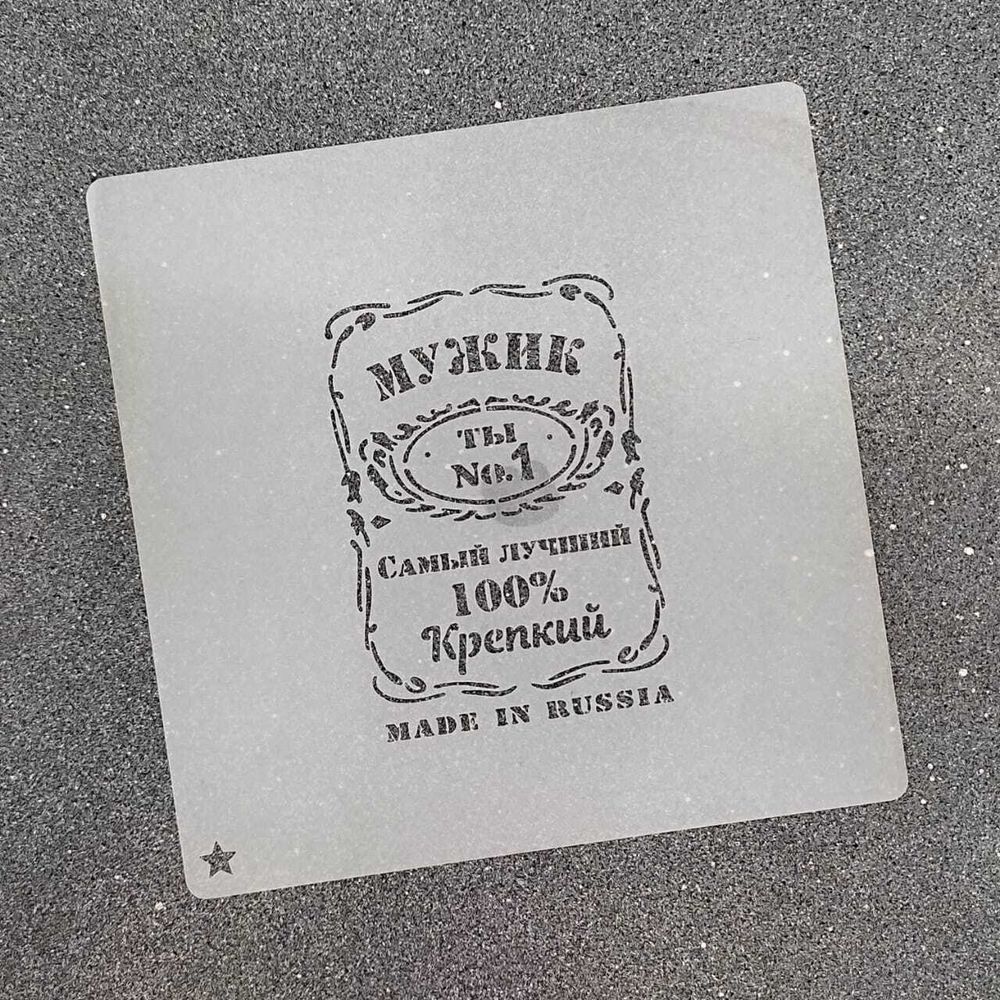 МУЖИК
ТЫ
No.1
Самый лучший
100%
Крепкий
MADE IN RUSSIA